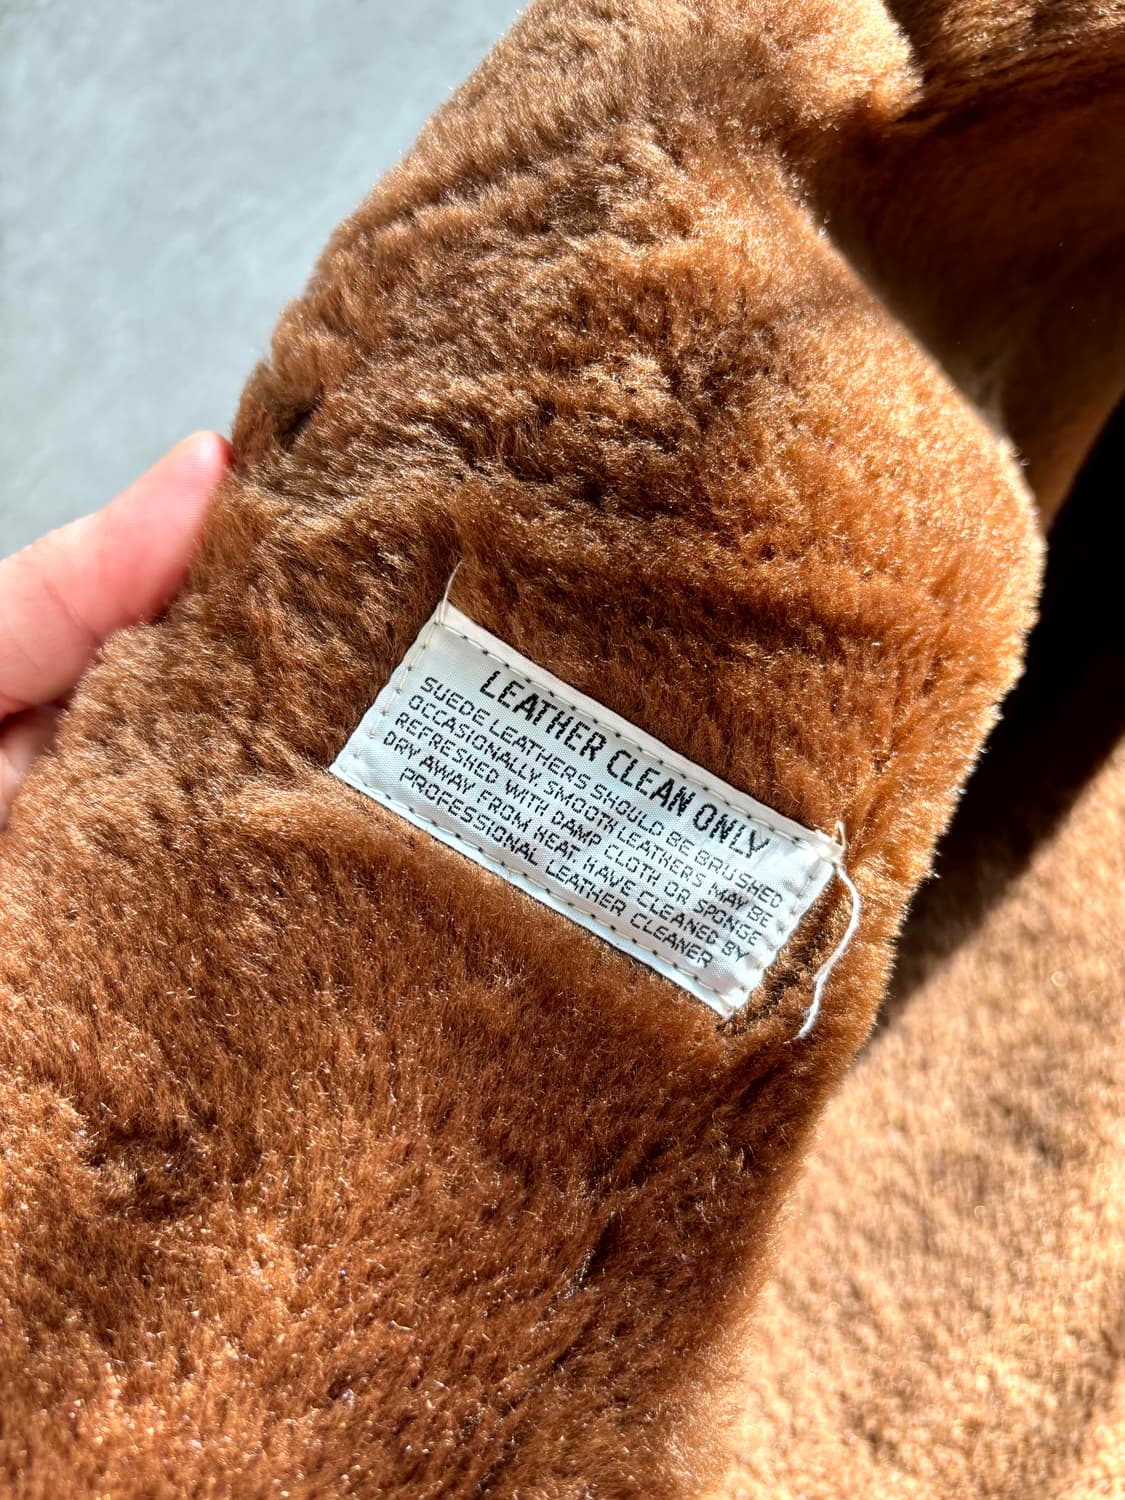 LEATHER CLEAN ONLY
SUEDE LEATHERS SHOULD BE BRUSHED
OCCASIONALLY. SMOOTH LEATHERS MAY BE
REFRESHED WITH DAMP CLOTH OR SPONGE
DRY AWAY FROM HEAT. HAVE CLEANED BY
PROFESSIONAL LEATHER CLEANER